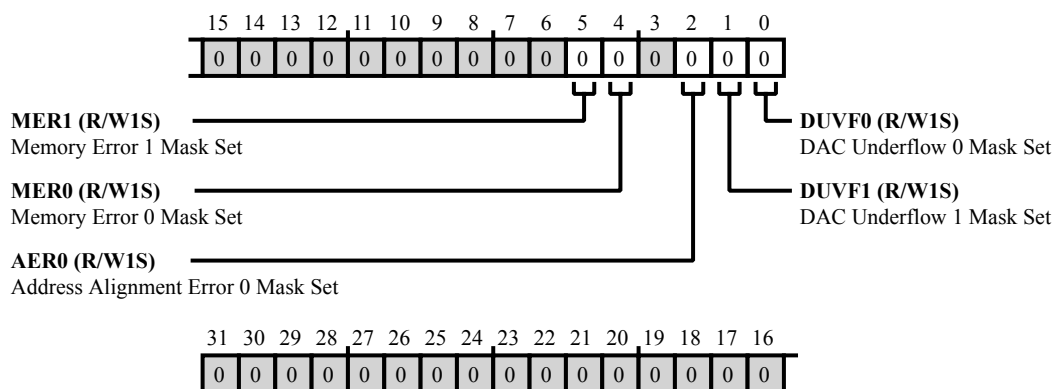 15 14 13 12 11 10 9 8 7 6 5 4 3 2 1 0
0 0 0 0 0 0 0 0 0 0 0 0 0 0 0 0
MER1 (R/W1S)
Memory Error 1 Mask Set
DUVF0 (R/W1S)
DAC Underflow 0 Mask Set
MER0 (R/W1S)
Memory Error 0 Mask Set
DUVF1 (R/W1S)
DAC Underflow 1 Mask Set
AER0 (R/W1S)
Address Alignment Error 0 Mask Set
31 30 29 28 27 26 25 24 23 22 21 20 19 18 17 16
0 0 0 0 0 0 0 0 0 0 0 0 0 0 0 0